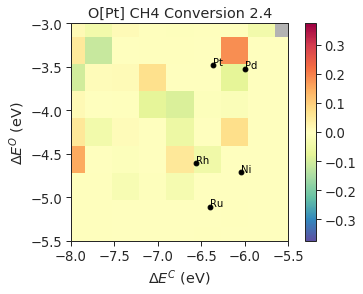 O[Pt] CH4 Conversion 2.4
−3.0
−3.5
−4.0
−4.5
−5.0
−5.5
ΔE^O (eV)
Pt
Pd
Rh
Ni
Ru
−8.0 −7.5 −7.0 −6.5 −6.0 −5.5
ΔE^C (eV)
0.3
0.2
0.1
0.0
−0.1
−0.2
−0.3